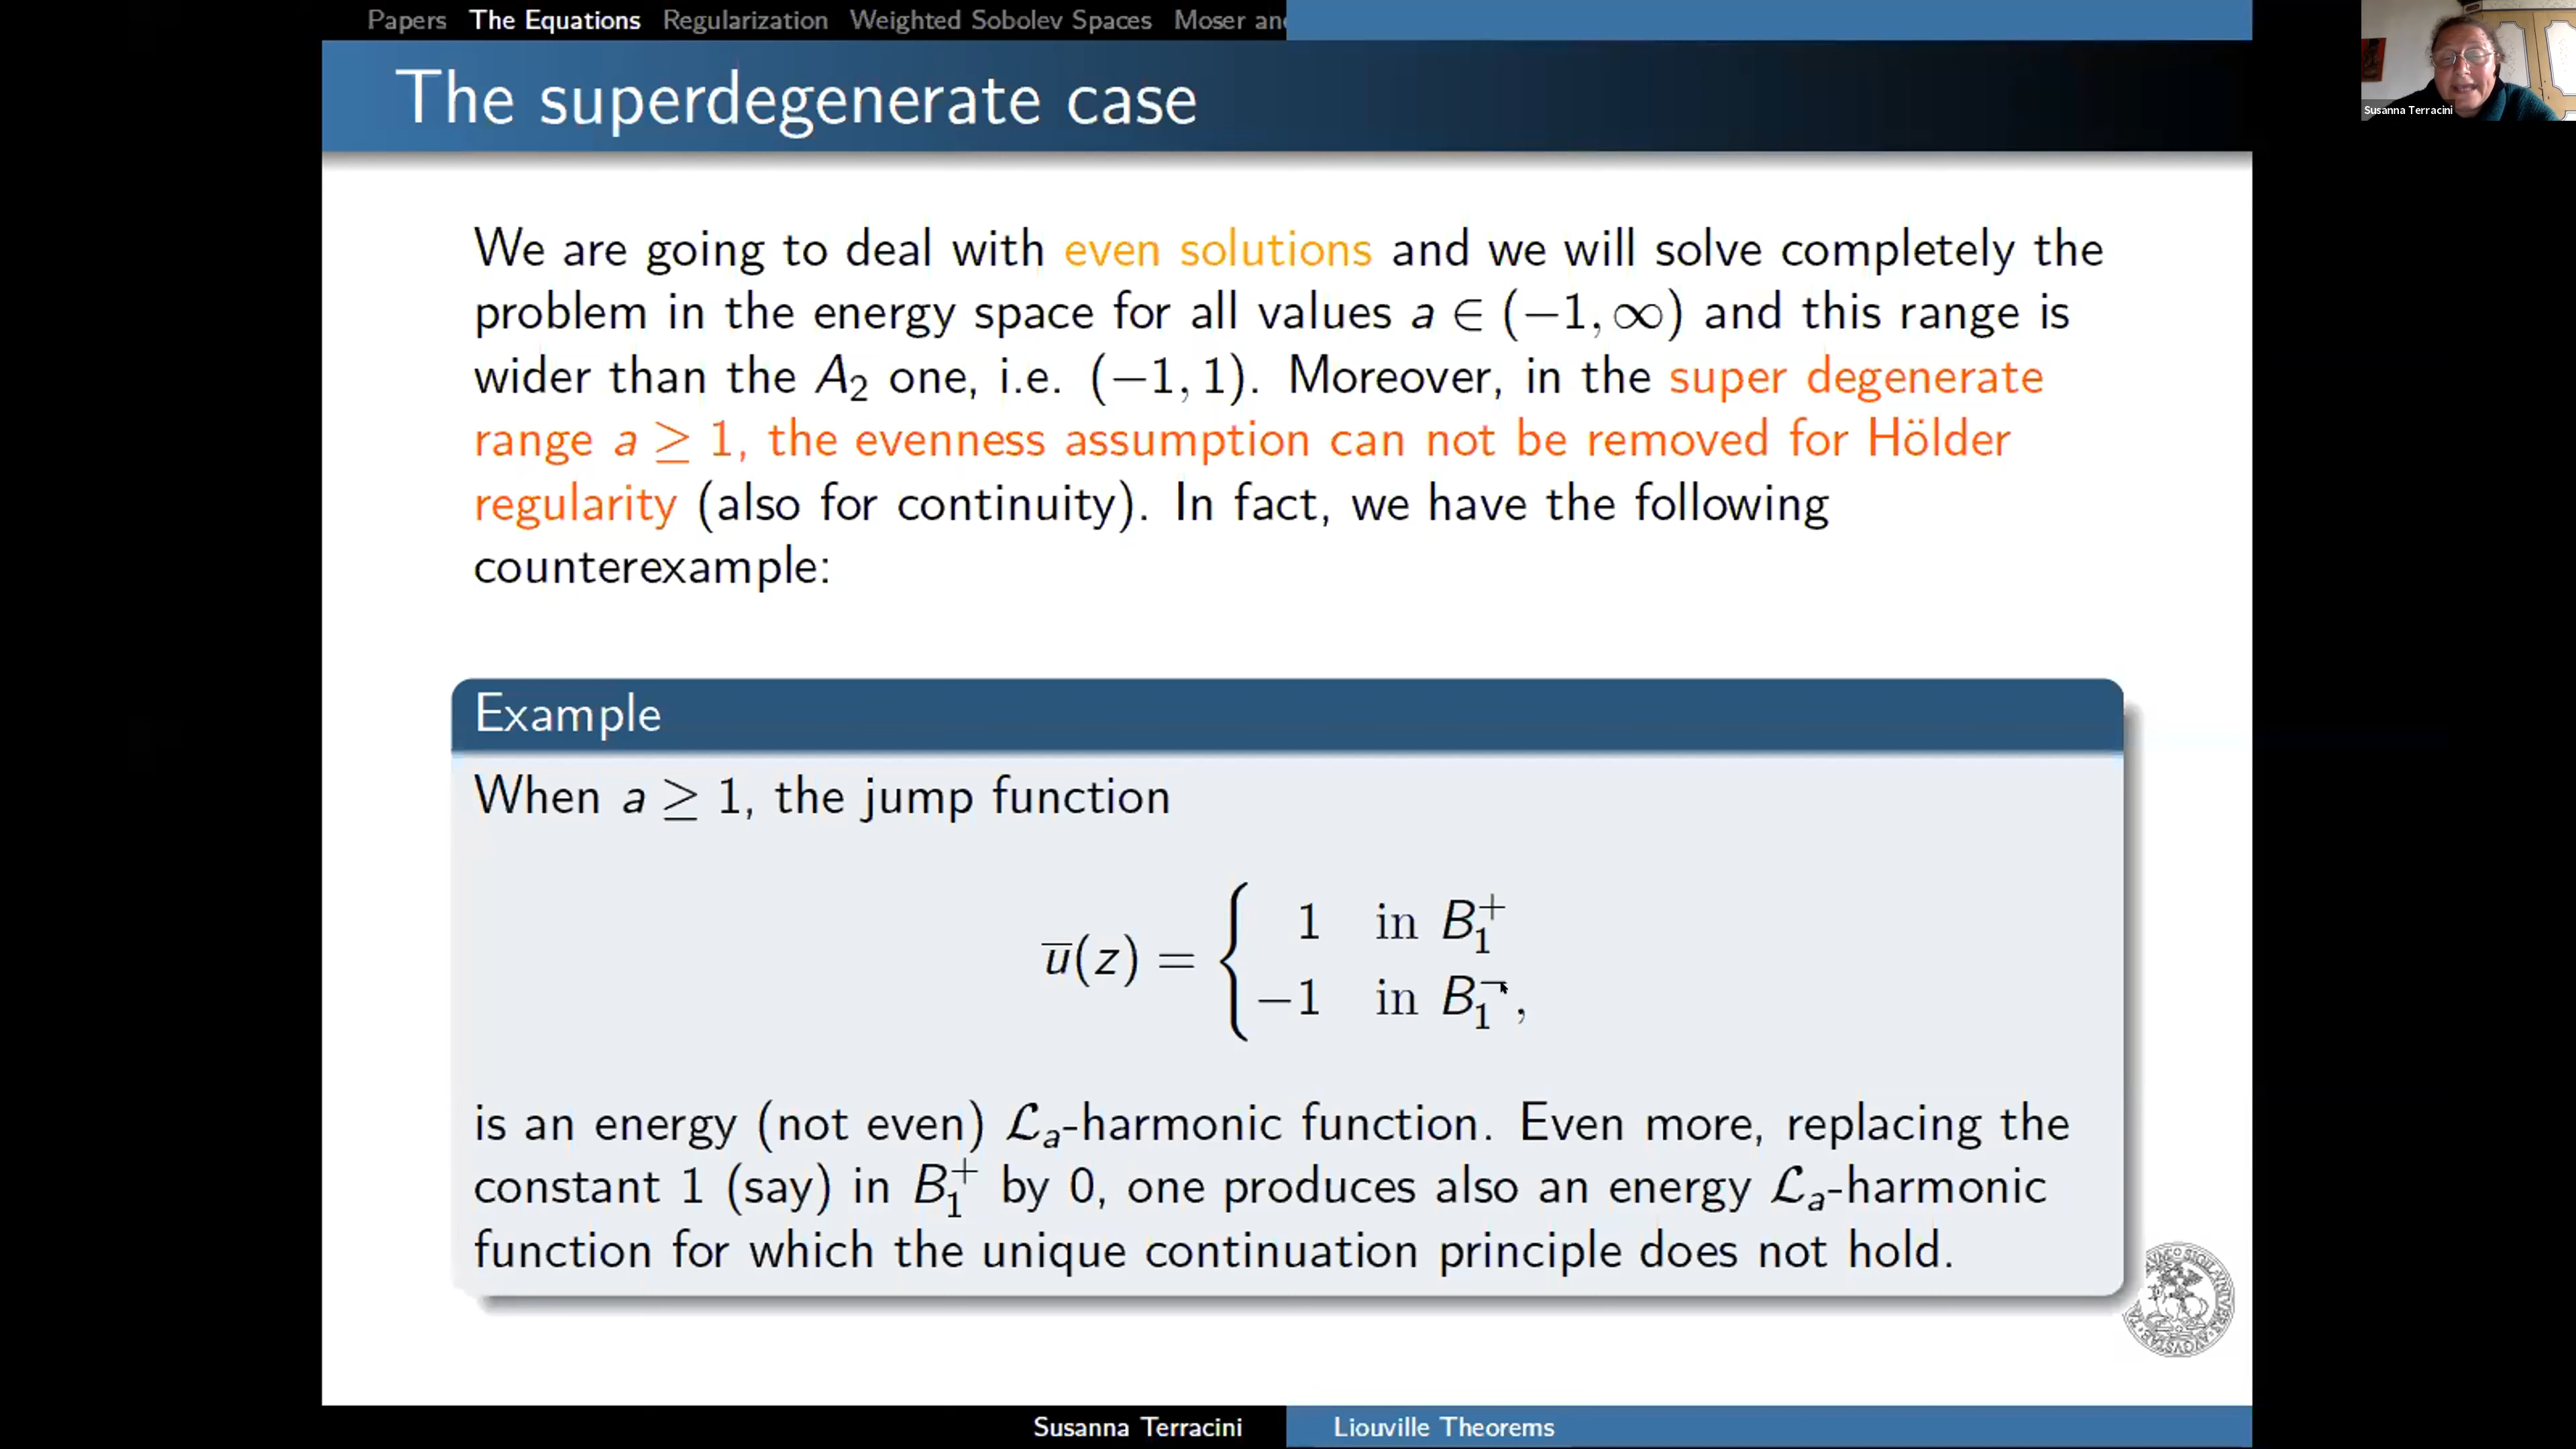 Papers The Equations Regularization Weighted Sobolev Spaces Moser an
The superdegenerate case
Susanna Terracini
We are going to deal with even solutions and we will solve completely the
problem in the energy space for all values a ∈ (−1, ∞) and this range is
wider than the A₂ one, i.e. (−1, 1). Moreover, in the super degenerate
range a ≥ 1, the evenness assumption can not be removed for Hölder
regularity (also for continuity). In fact, we have the following
counterexample:
Example
When a ≥ 1, the jump function
u̅(z) = { 1 in B₁⁺
−1 in B₁⁻,
is an energy (not even) ℒₐ-harmonic function. Even more, replacing the
constant 1 (say) in B₁⁺ by 0, one produces also an energy ℒₐ-harmonic
function for which the unique continuation principle does not hold.
Susanna Terracini Liouville Theorems